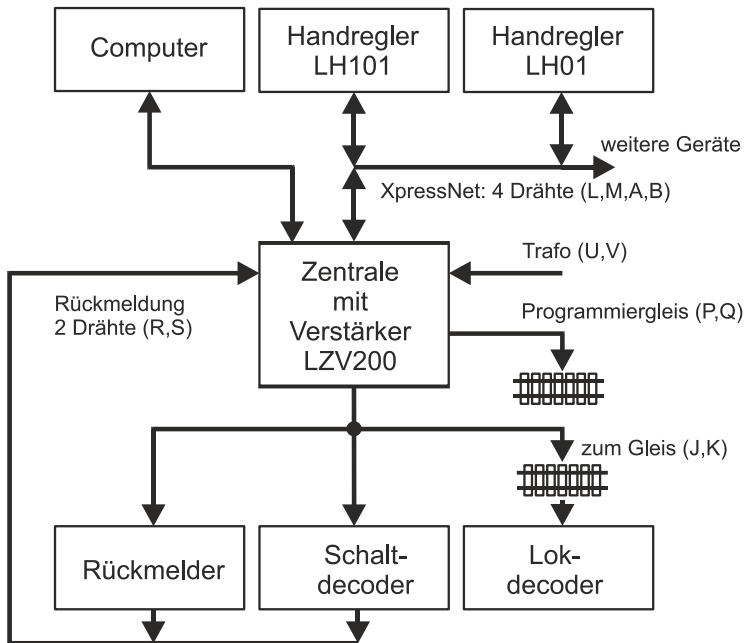 Computer
Handregler
LH101
Handregler
LH01
weitere Geräte
XpressNet: 4 Drähte (L,M,A,B)
Zentrale
mit
Verstärker
LZV200
Trafo (U,V)
Rückmeldung
2 Drähte (R,S)
Programmiergleis (P,Q)
zum Gleis (J,K)
Rückmelder
Schalt-
decoder
Lok-
decoder